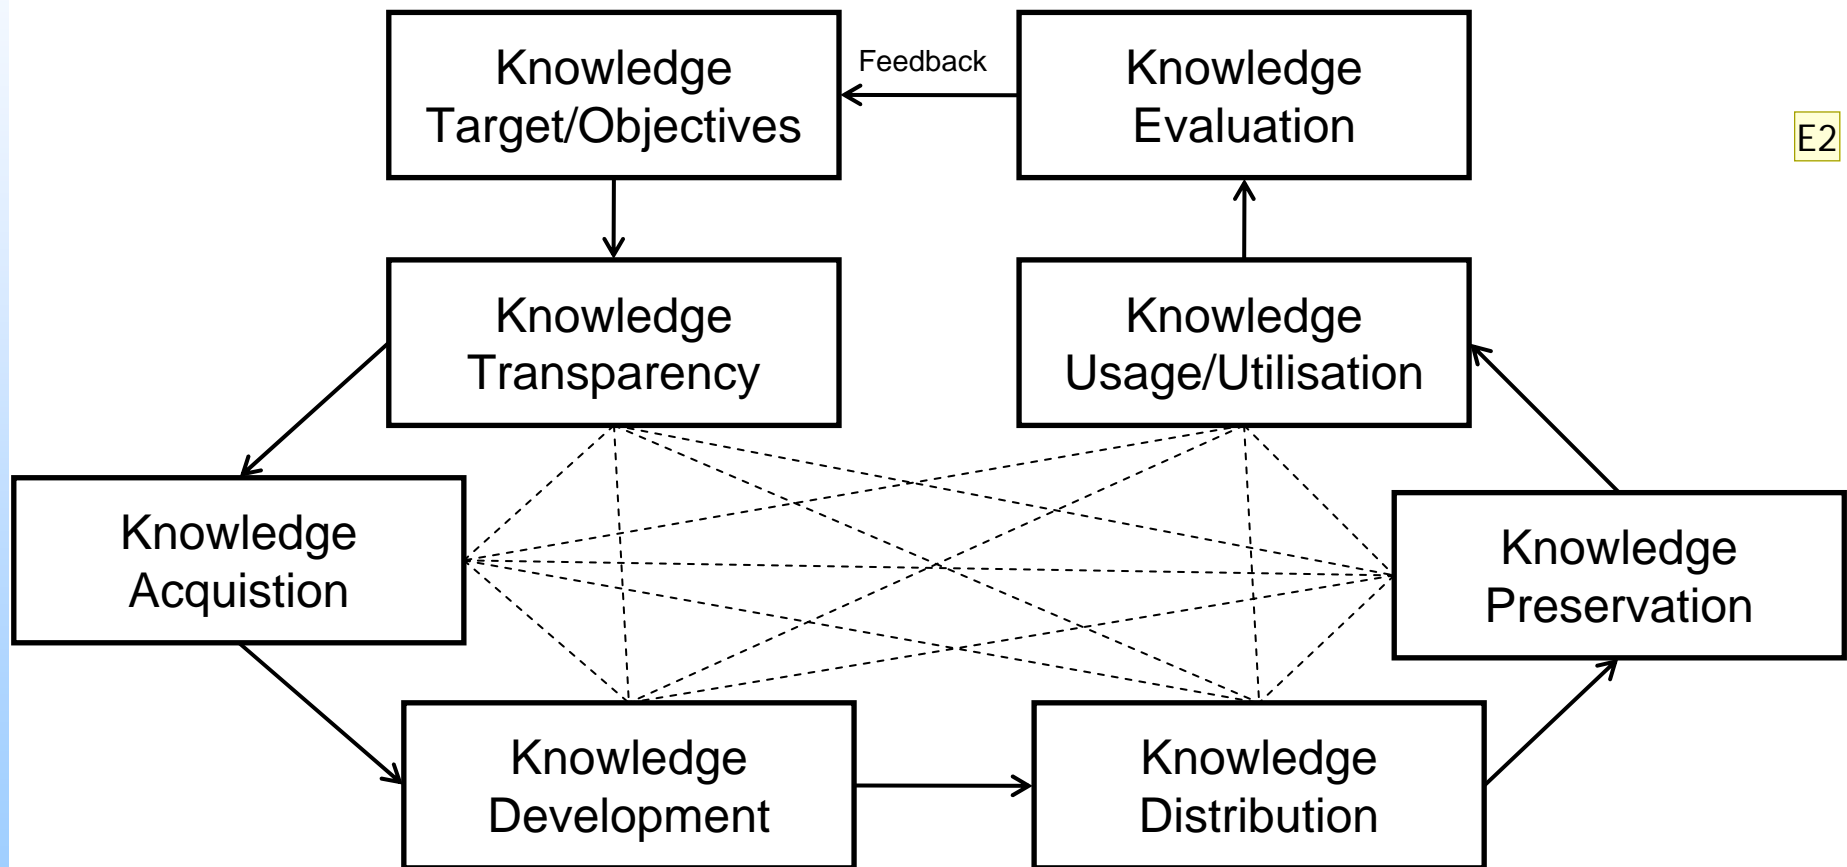 Knowledge
Target/Objectives
Feedback
Knowledge
Evaluation
E2
Knowledge
Transparency
Knowledge
Usage/Utilisation
Knowledge
Acquistion
Knowledge
Preservation
Knowledge
Development
Knowledge
Distribution